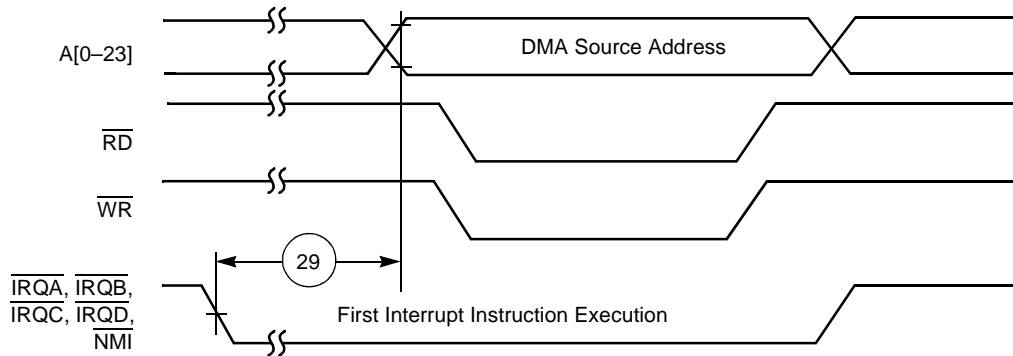 A[0–23]
DMA Source Address
RD
WR
29
IRQA, IRQB,
IRQC, IRQD,
NMI
First Interrupt Instruction Execution